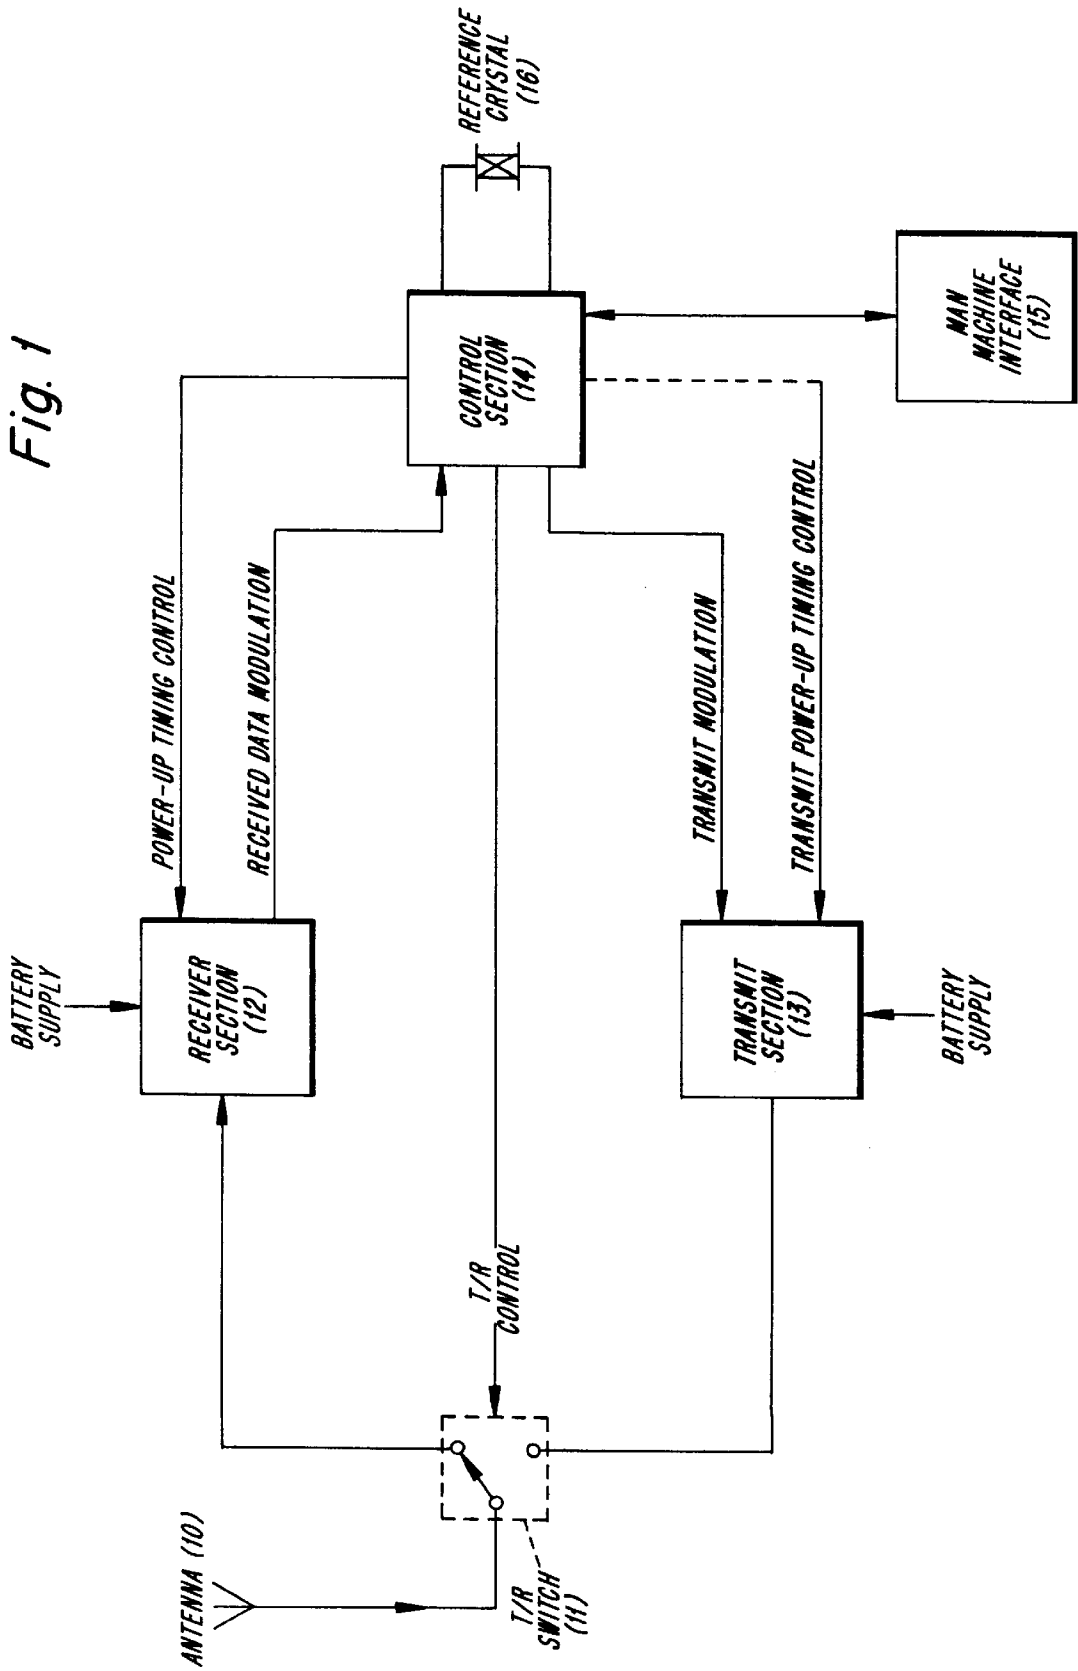 Fig. 1
ANTENNA (10)
T/R
SWITCH
(11)
T/R
CONTROL
BATTERY
SUPPLY
RECEIVER
SECTION
(12)
POWER-UP TIMING CONTROL
RECEIVED DATA MODULATION
TRANSMIT
SECTION
(13)
BATTERY
SUPPLY
TRANSMIT MODULATION
TRANSMIT POWER-UP TIMING CONTROL
CONTROL
SECTION
(14)
REFERENCE
CRYSTAL
(16)
MAN
MACHINE
INTERFACE
(15)